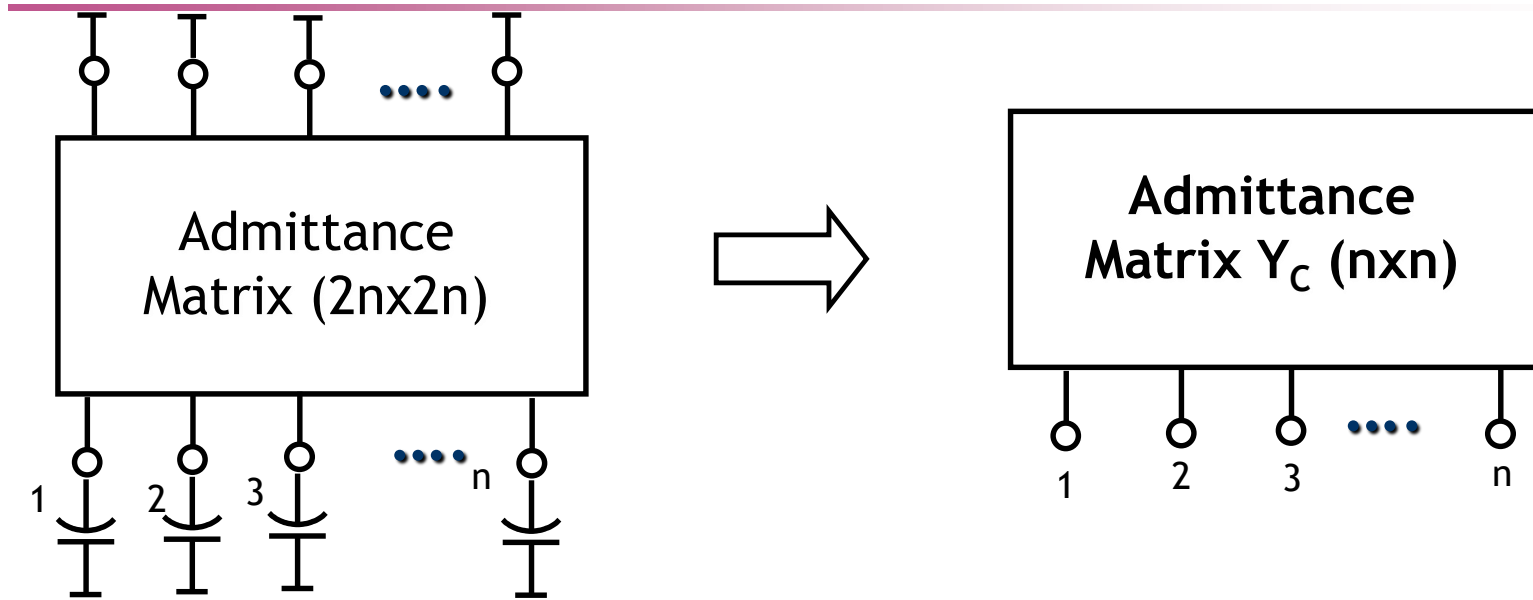 Admittance
Matrix (2nx2n)
1
2
3
n
Admittance
Matrix Y_C (nxn)
1
2
3
n